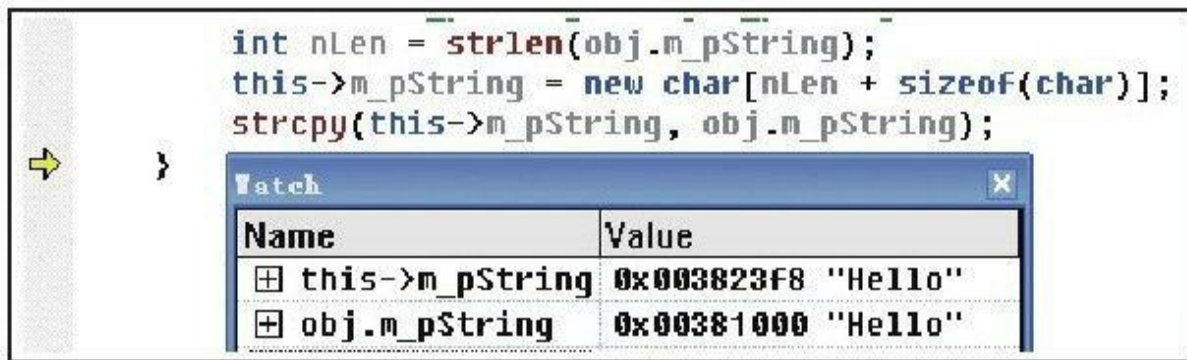 int nLen = strlen(obj.m_pString);
this->m_pString = new char[nLen + sizeof(char)];
strcpy(this->m_pString, obj.m_pString);
}
Watch
Name Value
this->m_pString 0x003823f8 "Hello"
obj.m_pString 0x00381000 "Hello"